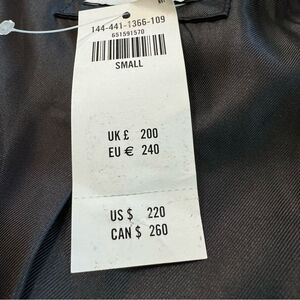 144-441-1366-109
651591570
SMALL
UK £ 200
EU € 240
US $ 220
CAN $ 260